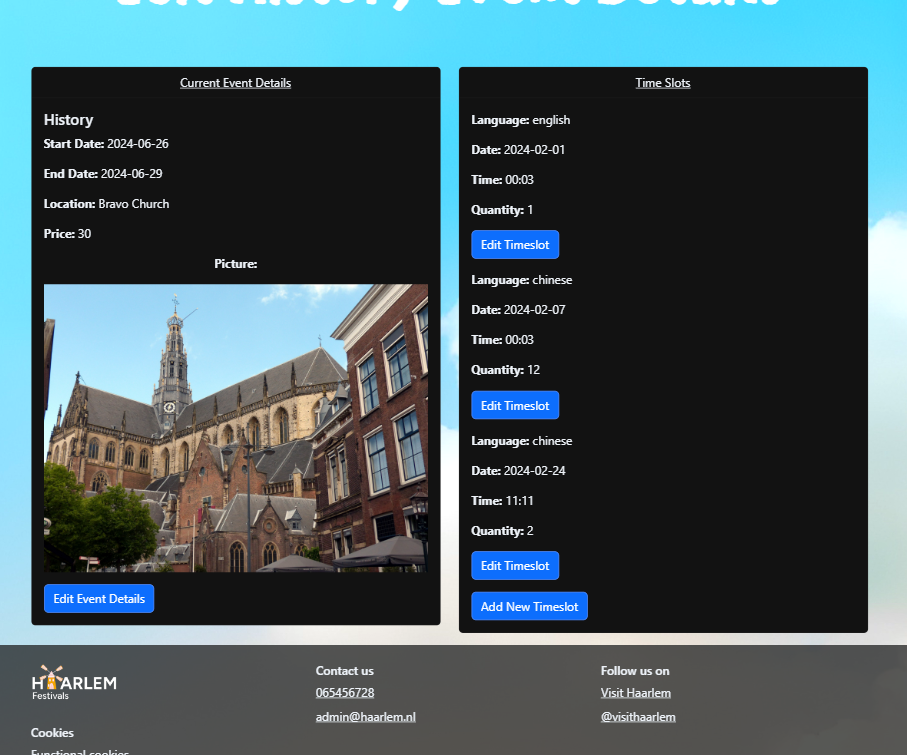 Edit History Event Details
Current Event Details
History
Start Date: 2024-06-26
End Date: 2024-06-29
Location: Bravo Church
Price: 30
Picture:
Edit Event Details
Time Slots
Language: english
Date: 2024-02-01
Time: 00:03
Quantity: 1
Edit Timeslot
Language: chinese
Date: 2024-02-07
Time: 00:03
Quantity: 12
Edit Timeslot
Language: chinese
Date: 2024-02-24
Time: 11:11
Quantity: 2
Edit Timeslot
Add New Timeslot
HAARLEM
Festivals
Cookies
Functional cookies
Contact us
065456728
admin@haarlem.nl
Follow us on
Visit Haarlem
@visithaarlem